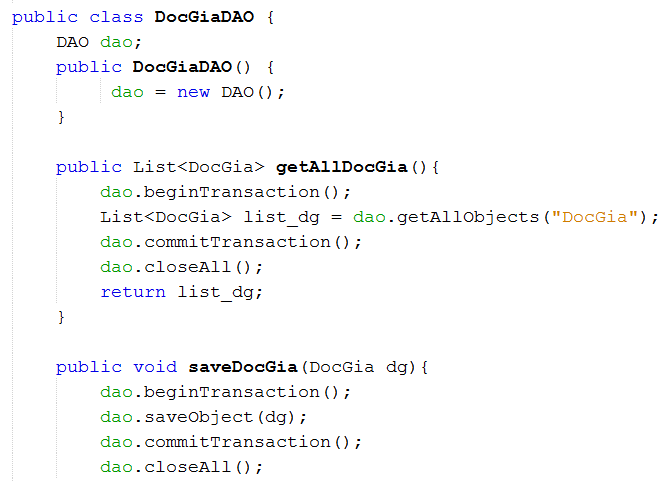 public class DocGiaDAO {
    DAO dao;
    public DocGiaDAO() {
         dao = new DAO();
    }

    public List<DocGia> getAllDocGia(){
        dao.beginTransaction();
        List<DocGia> list_dg = dao.getAllObjects("DocGia");
        dao.commitTransaction();
        dao.closeAll();
        return list_dg;
    }

    public void saveDocGia(DocGia dg){
        dao.beginTransaction();
        dao.saveObject(dg);
        dao.commitTransaction();
        dao.closeAll();